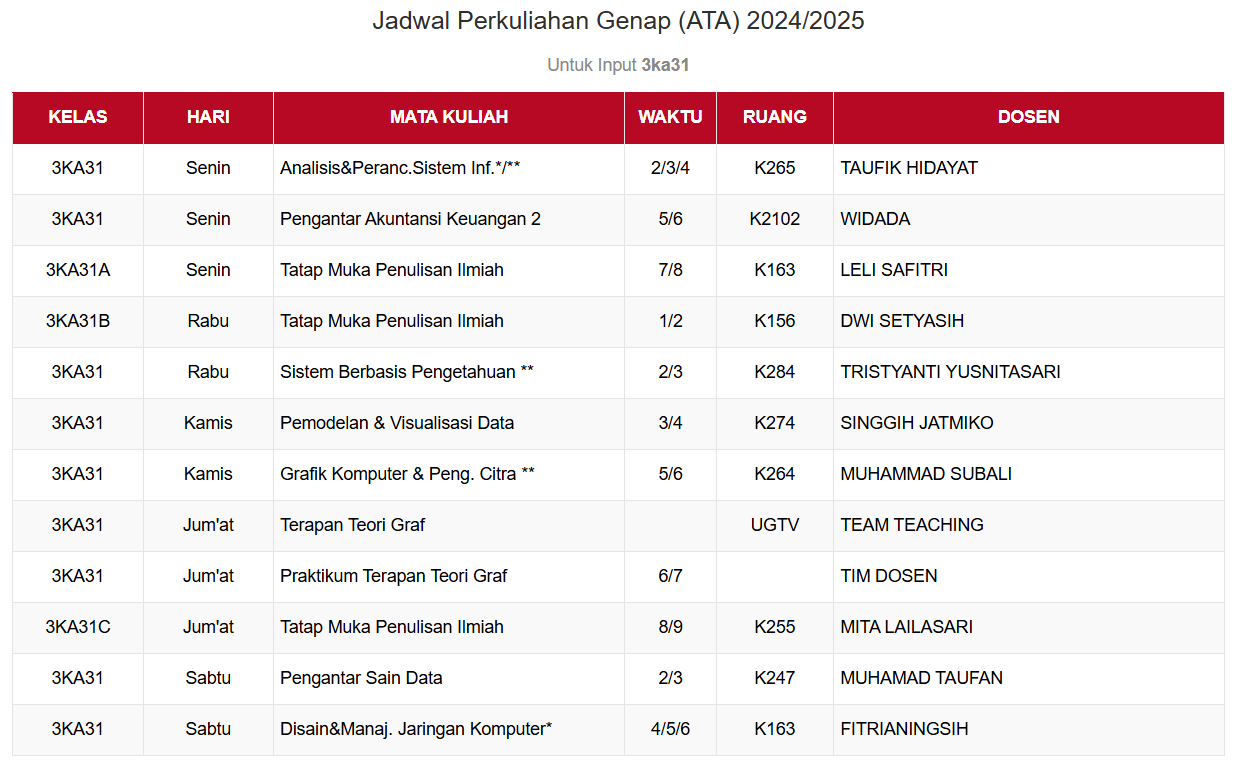 Jadwal Perkuliahan Genap (ATA) 2024/2025
Untuk Input 3ka31
KELAS HARI MATA KULIAH WAKTU RUANG DOSEN
3KA31 Senin Analisis&Peranc.Sistem Inf.*/** 2/3/4 K265 TAUFIK HIDAYAT
3KA31 Senin Pengantar Akuntansi Keuangan 2 5/6 K2102 WIDADA
3KA31A Senin Tatap Muka Penulisan Ilmiah 7/8 K163 LELI SAFITRI
3KA31B Rabu Tatap Muka Penulisan Ilmiah 1/2 K156 DWI SETYASIH
3KA31 Rabu Sistem Berbasis Pengetahuan ** 2/3 K284 TRISTYANTI YUSNITASARI
3KA31 Kamis Pemodelan & Visualisasi Data 3/4 K274 SINGGIH JATMIKO
3KA31 Kamis Grafik Komputer & Peng. Citra ** 5/6 K264 MUHAMMAD SUBALI
3KA31 Jum'at Terapan Teori Graf UGTV TEAM TEACHING
3KA31 Jum'at Praktikum Terapan Teori Graf 6/7 TIM DOSEN
3KA31C Jum'at Tatap Muka Penulisan Ilmiah 8/9 K255 MITA LAILASARI
3KA31 Sabtu Pengantar Sain Data 2/3 K247 MUHAMAD TAUFAN
3KA31 Sabtu Disain&Manaj. Jaringan Komputer* 4/5/6 K163 FITRIANINGSIH